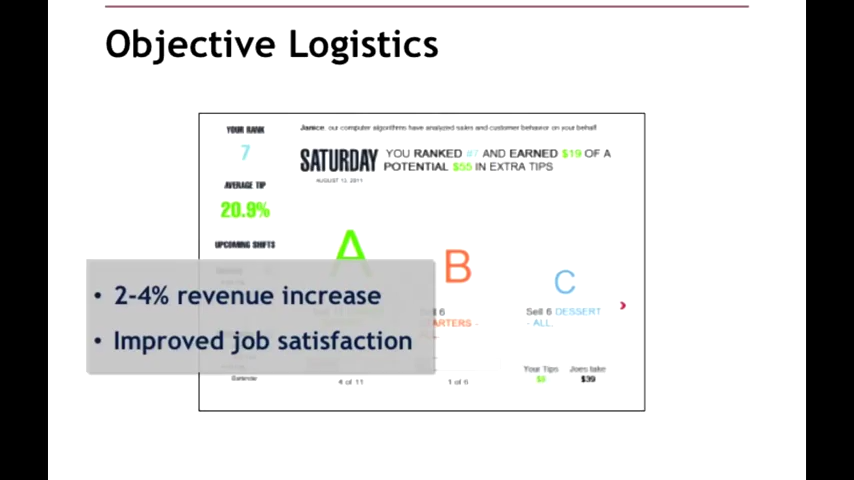 Objective Logistics
YOUR RANK
7
AVERAGE TIP
20.9%
UPCOMING SHIFTS
Janice: our computer algorithms have analyzed sales and customer behavior on your behalf
SATURDAY
AUGUST 13, 2011
YOU RANKED #7 AND EARNED $19 OF A
POTENTIAL $55 IN EXTRA TIPS
A
B
C
• 2-4% revenue increase
• Improved job satisfaction
6
ARTERS -
Sell 6 DESSERT
- ALL.
Bartender
4 of 11
1 of 6
Your Tips
Joes take
$39